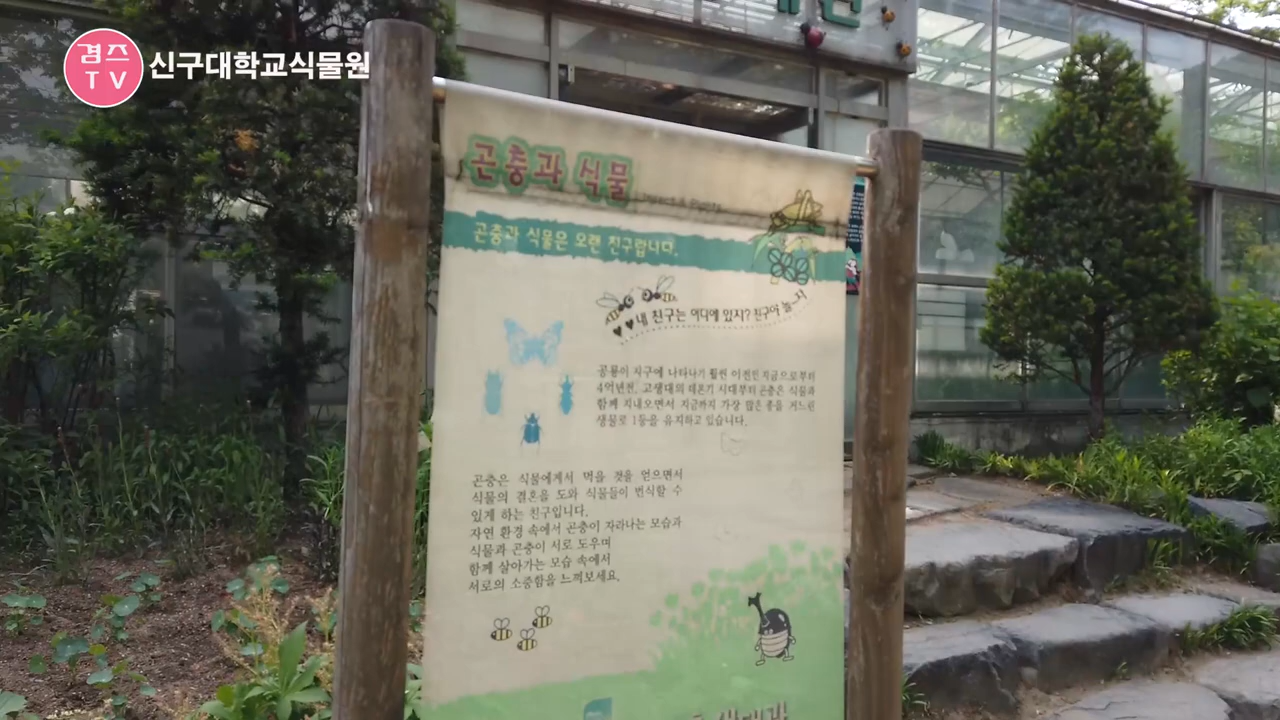 경즈
TV
신구대학교식물원
곤충과 식물
곤충과 식물은 오랜 친구랍니다.
내 친구는 어디에 있지? 친구야 놀~자
공룡이 지구에 나타나기 훨씬 이전인 지금으로부터
4억년전, 고생대의 데본기 시대부터 곤충은 식물과
함께 지내오면서 지금까지 가장 많은 종을 거느린
생물로 1등을 유지하고 있습니다.
곤충은 식물에게서 먹을 것을 얻으면서
식물의 결혼을 도와 식물들이 번식할 수
있게 하는 친구입니다.
자연 환경 속에서 곤충이 자라나는 모습과
식물과 곤충이 서로 도우며
함께 살아가는 모습 속에서
서로의 소중함을 느껴보세요.